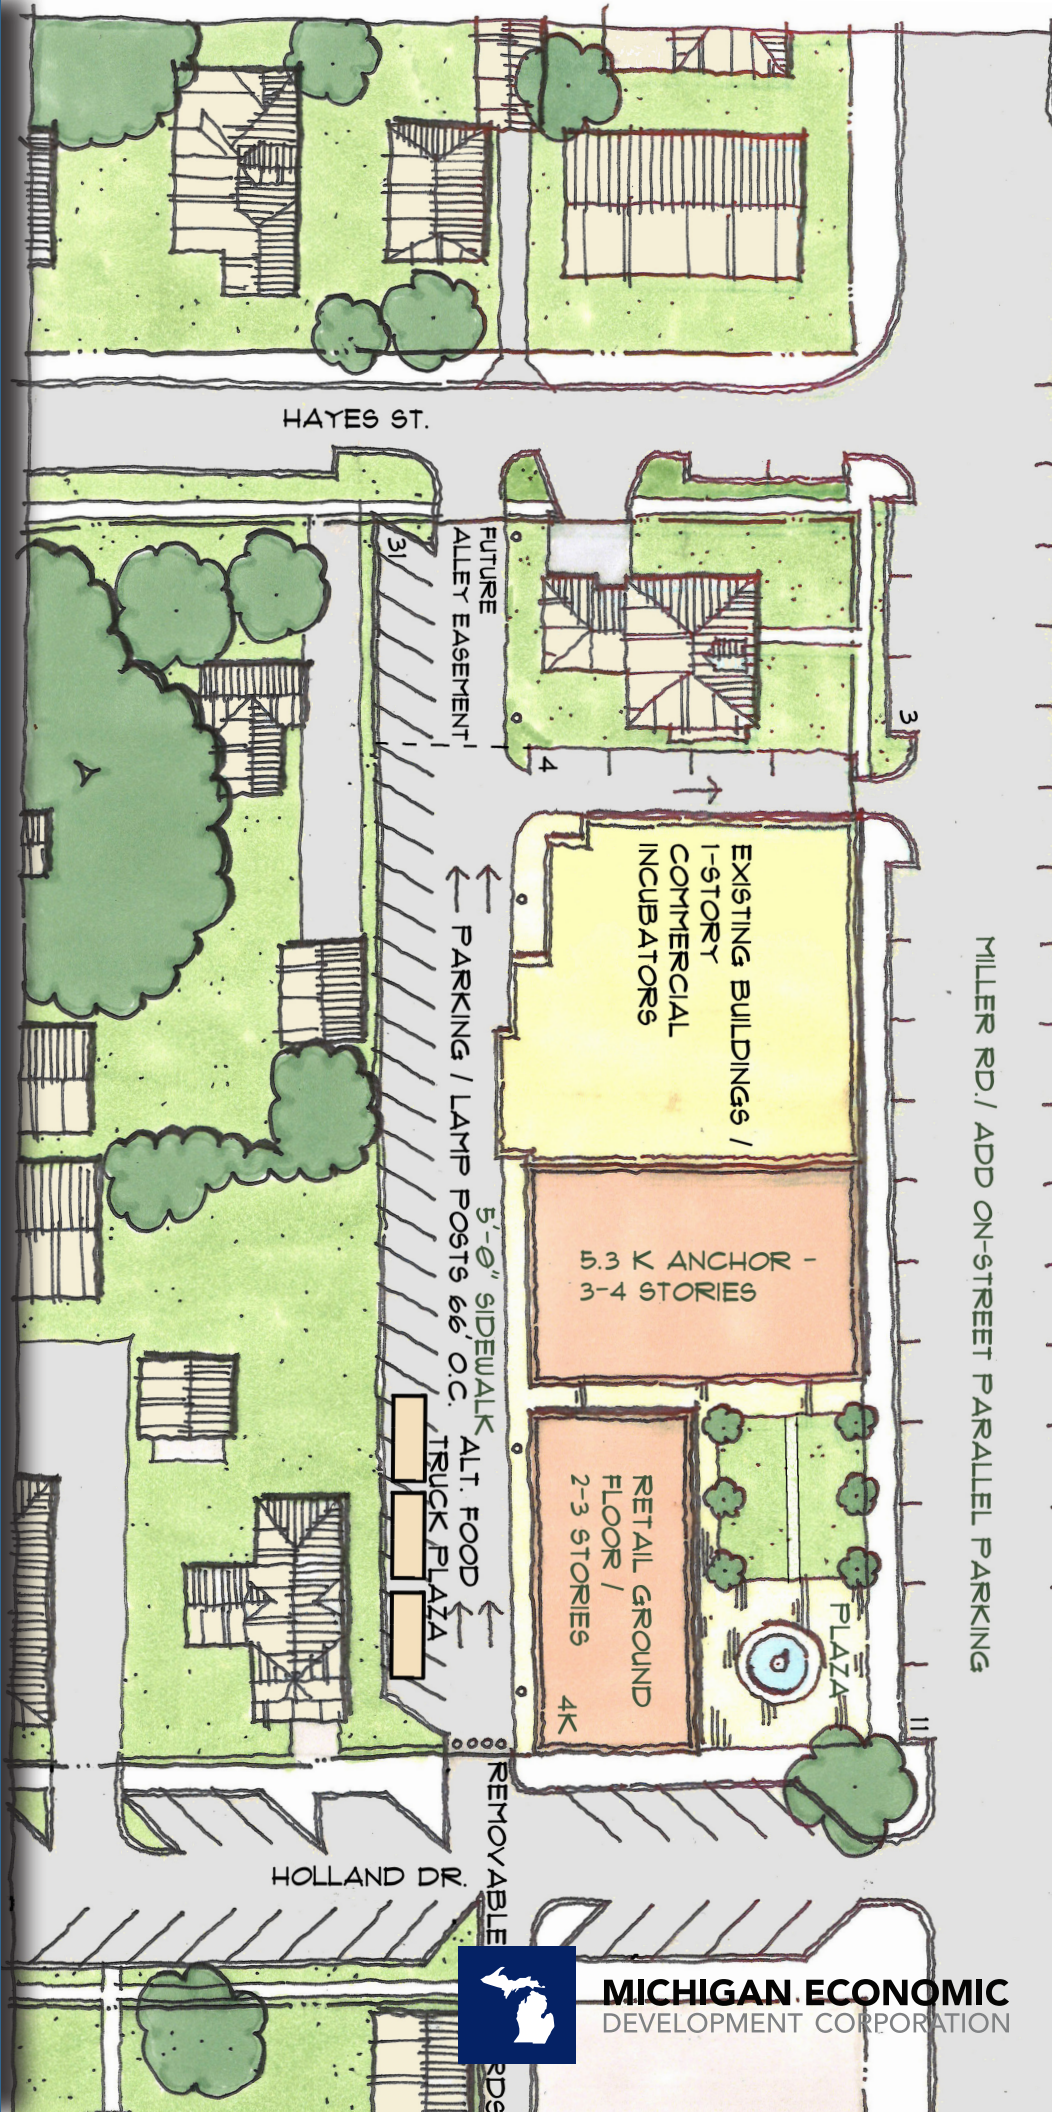 HAYES ST.
31
FUTURE
ALLEY EASEMENT
3
4
EXISTING BUILDINGS /
1-STORY
COMMERCIAL
INCUBATORS
MILLER RD./ ADD ON-STREET PARALLEL PARKING
PARKING / LAMP POSTS 66' O.C.
5'-0" SIDEWALK
5.3 K ANCHOR -
3-4 STORIES
ALT. FOOD
TRUCK PLAZA
RETAIL GROUND
FLOOR /
2-3 STORIES
4K
PLAZA
11
REMOVABLE
HOLLAND DR.
MICHIGAN ECONOMIC
DEVELOPMENT CORPORATION